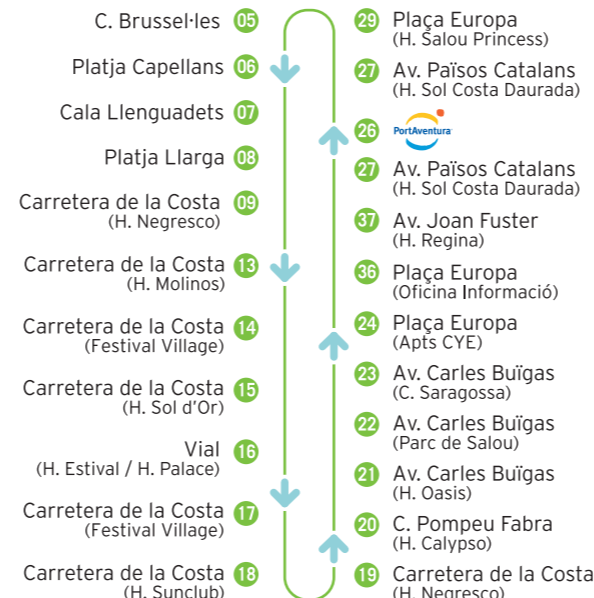 C. Brussel·les 05
Platja Capellans 06
Cala Llenguadets 07
Platja Llarga 08
Carretera de la Costa 09
(H. Negresco)
Carretera de la Costa 13
(H. Molinos)
Carretera de la Costa 14
(Festival Village)
Carretera de la Costa 15
(H. Sol d'Or)
Vial 16
(H. Estival / H. Palace)
Carretera de la Costa 17
(Festival Village)
Carretera de la Costa 18
(H. Sunclub)
29 Plaça Europa
(H. Salou Princess)
27 Av. Països Catalans
(H. Sol Costa Daurada)
26 PortAventura
27 Av. Països Catalans
(H. Sol Costa Daurada)
37 Av. Joan Fuster
(H. Regina)
36 Plaça Europa
(Oficina Informació)
24 Plaça Europa
(Apts CYE)
23 Av. Carles Buïgas
(C. Saragossa)
22 Av. Carles Buïgas
(Parc de Salou)
21 Av. Carles Buïgas
(H. Oasis)
20 C. Pompeu Fabra
(H. Calypso)
19 Carretera de la Costa
(H. Negresco)